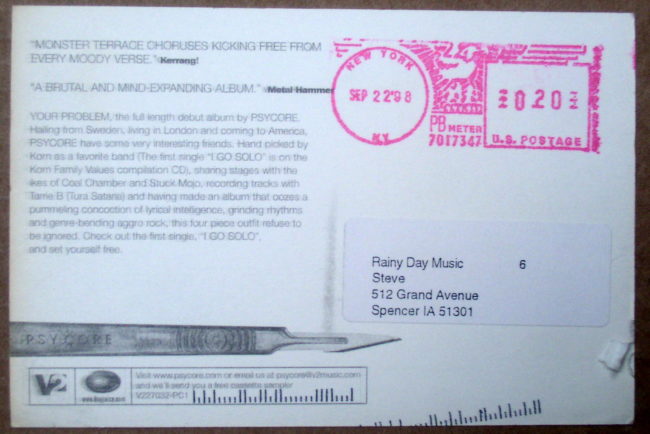 "MONSTER TERRACE CHORUSES KICKING FREE FROM
EVERY MOODY VERSE." Kerrang!
"A BRUTAL AND MIND-EXPANDING ALBUM." Metal Hammer
YOUR PROBLEM, the full length debut album by PSYCORE.
Hailing from Sweden, living in London and coming to America,
PSYCORE have some very interesting friends. Hand picked by
Korn as a favorite band (The first single "I GO SOLO" is on the
Korn Family Values compilation CD), sharing stages with the
likes of Coal Chamber and Stuck Mojo, recording tracks with
Tarrie B (Tura Satana) and having made an album that oozes a
pummeling concoction of lyrical intelligence, grinding rhythms
and genre-bending aggro rock, this four piece outfit refuse to
be ignored. Check out the first single, "I GO SOLO",
and set yourself free.
NEW YORK
SEP 22 '98
NY
PB METER
7017347
0.20
U.S. POSTAGE
Rainy Day Music 6
Steve
512 Grand Avenue
Spencer IA 51301
PSYCORE
V2
Visit www.psycore.com or email us at psycore@v2music.com
and we'll send you a free cassette sampler
V227032-PC1